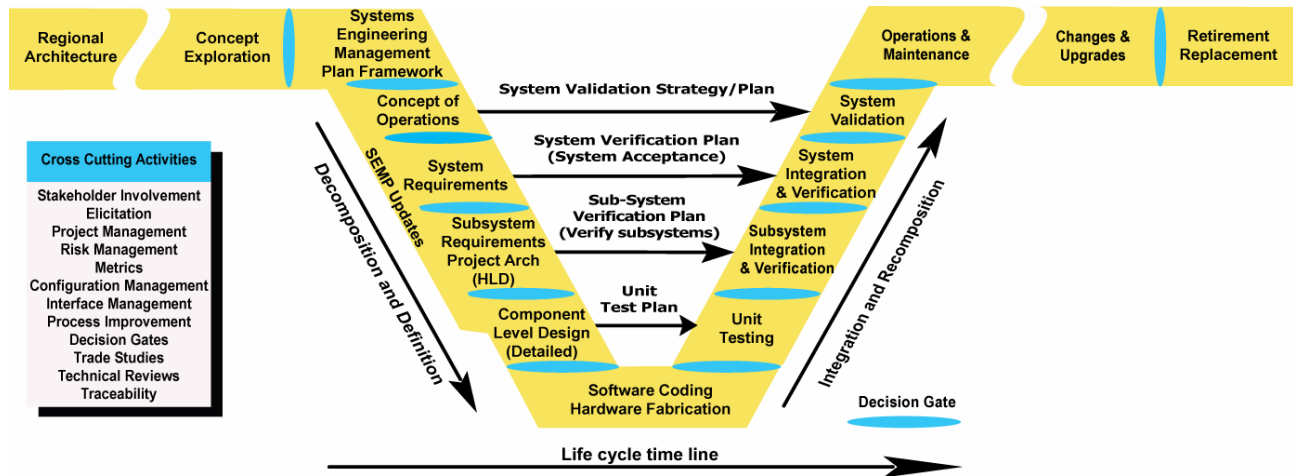 Regional
Architecture
Concept
Exploration
Systems
Engineering
Management
Plan Framework
Concept of
Operations
SEMP Updates
System
Requirements
Subsystem
Requirements
Project Arch
(HLD)
Component
Level Design
(Detailed)
Software Coding
Hardware Fabrication
Unit
Testing
Subsystem
Integration
& Verification
System
Integration
& Verification
System
Validation
Operations &
Maintenance
Changes &
Upgrades
Retirement
Replacement
System Validation Strategy/Plan
System Verification Plan
(System Acceptance)
Sub-System
Verification Plan
(Verify subsystems)
Unit
Test Plan
Decomposition and Definition
Integration and Recomposition
Cross Cutting Activities
Stakeholder Involvement
Elicitation
Project Management
Risk Management
Metrics
Configuration Management
Interface Management
Process Improvement
Decision Gates
Trade Studies
Technical Reviews
Traceability
Decision Gate
Life cycle time line